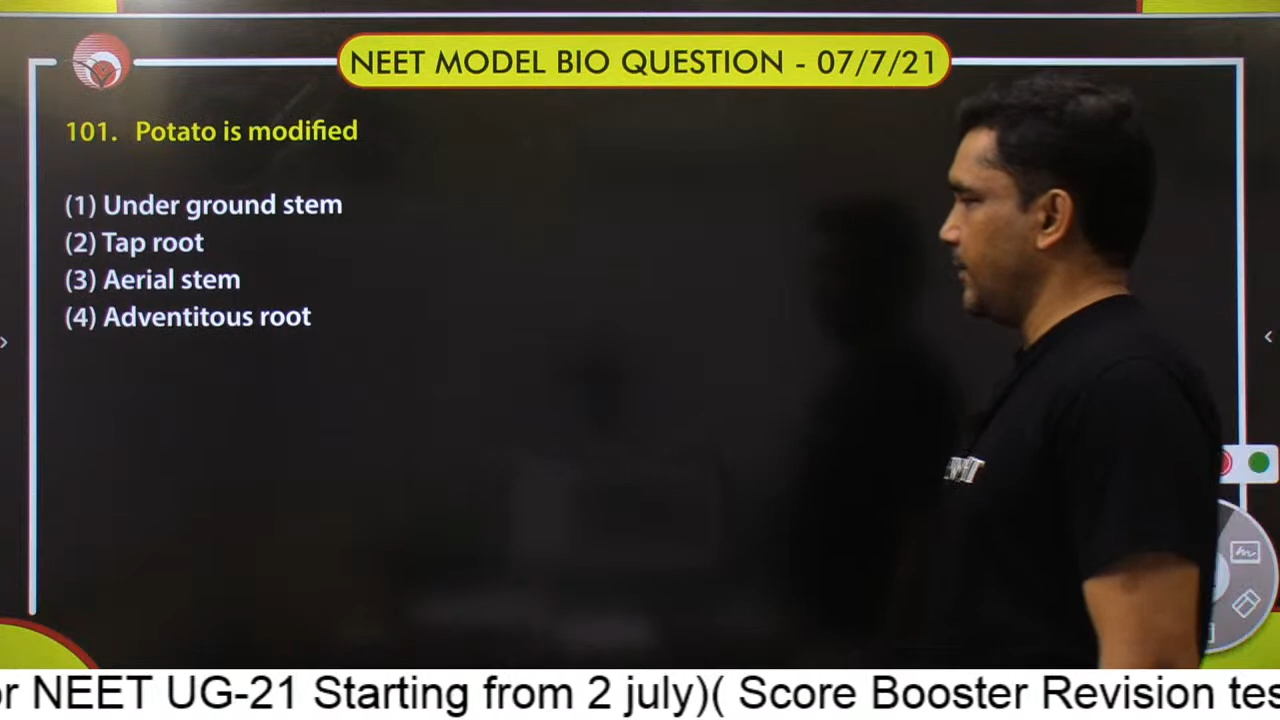 NEET MODEL BIO QUESTION - 07/7/21
101. Potato is modified
(1) Under ground stem
(2) Tap root
(3) Aerial stem
(4) Adventitous root
NEET UG-21 Starting from 2 july)( Score Booster Revision